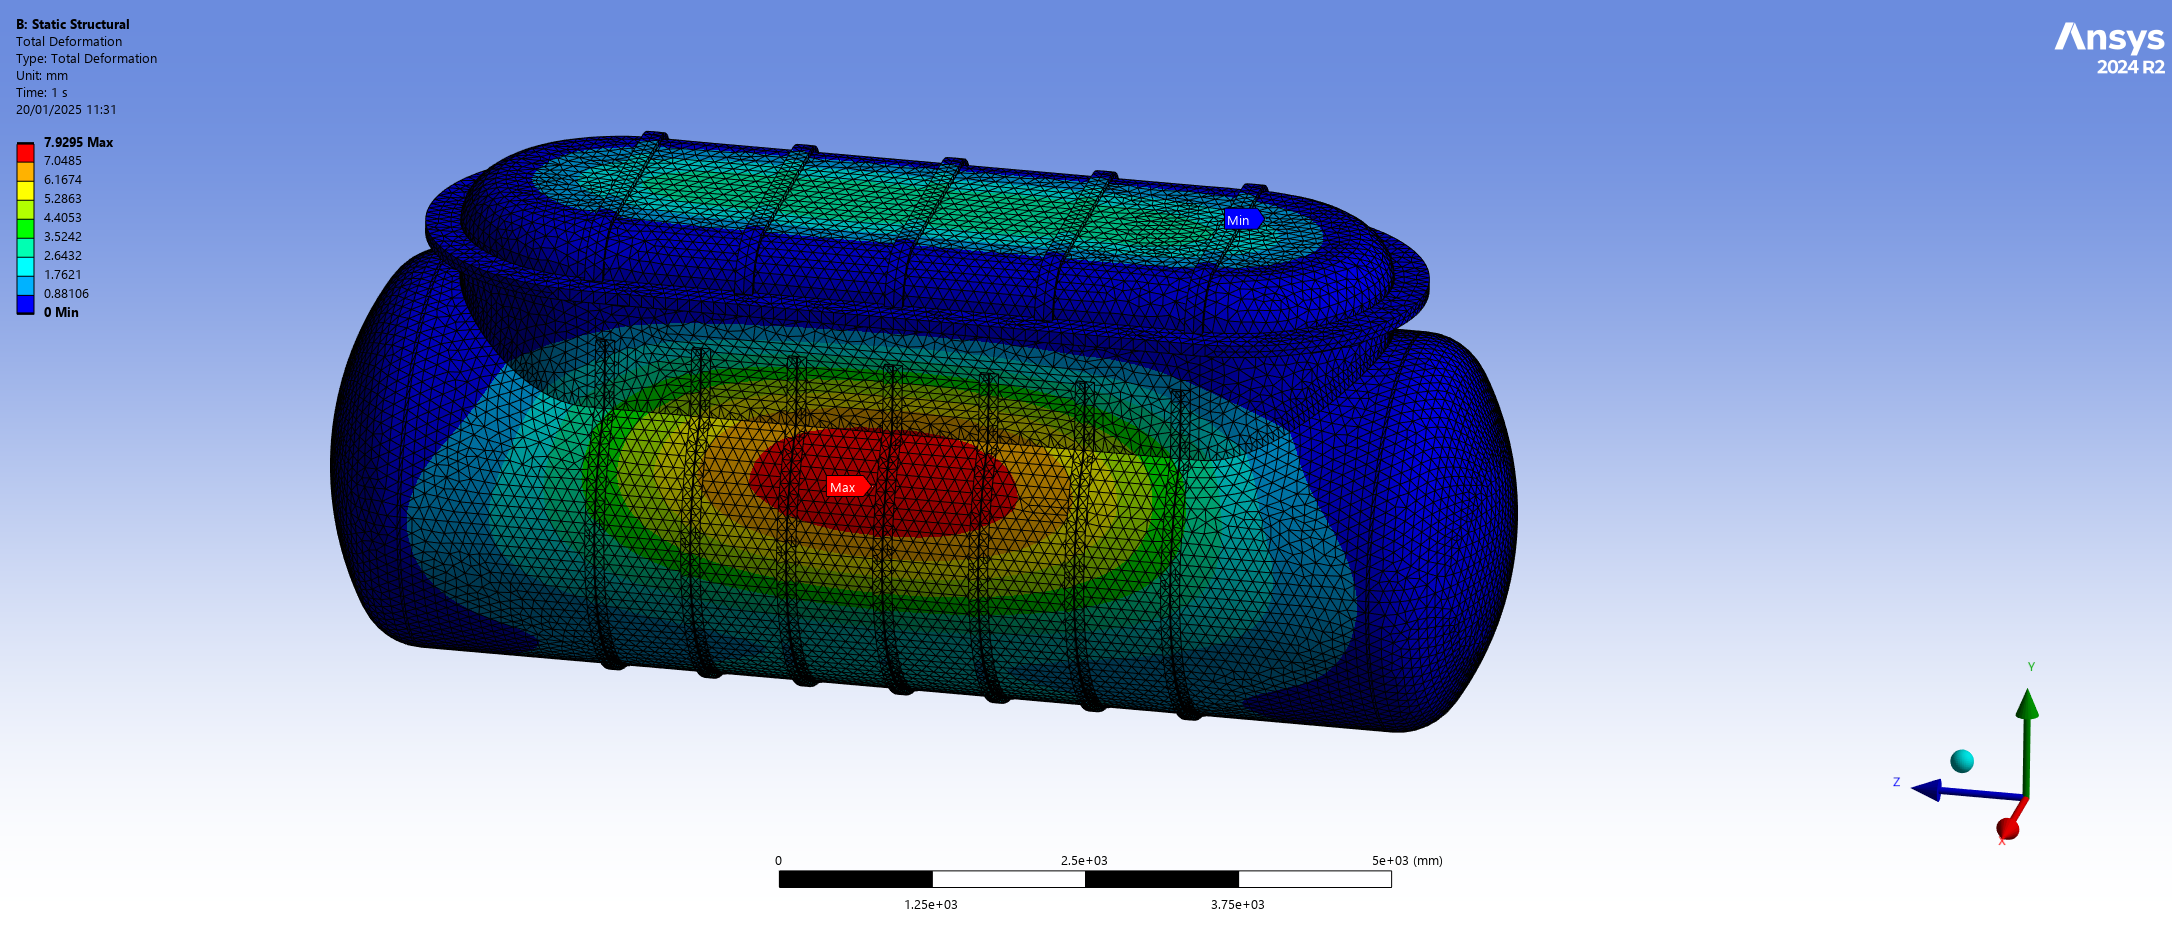 B: Static Structural
Total Deformation
Type: Total Deformation
Unit: mm
Time: 1 s
20/01/2025 11:31
7.9295 Max
7.0485
6.1674
5.2863
4.4053
3.5242
2.6432
1.7621
0.88106
0 Min
Ansys
2024 R2
Min
Max
Y
Z
X
0
2.5e+03
5e+03 (mm)
1.25e+03
3.75e+03